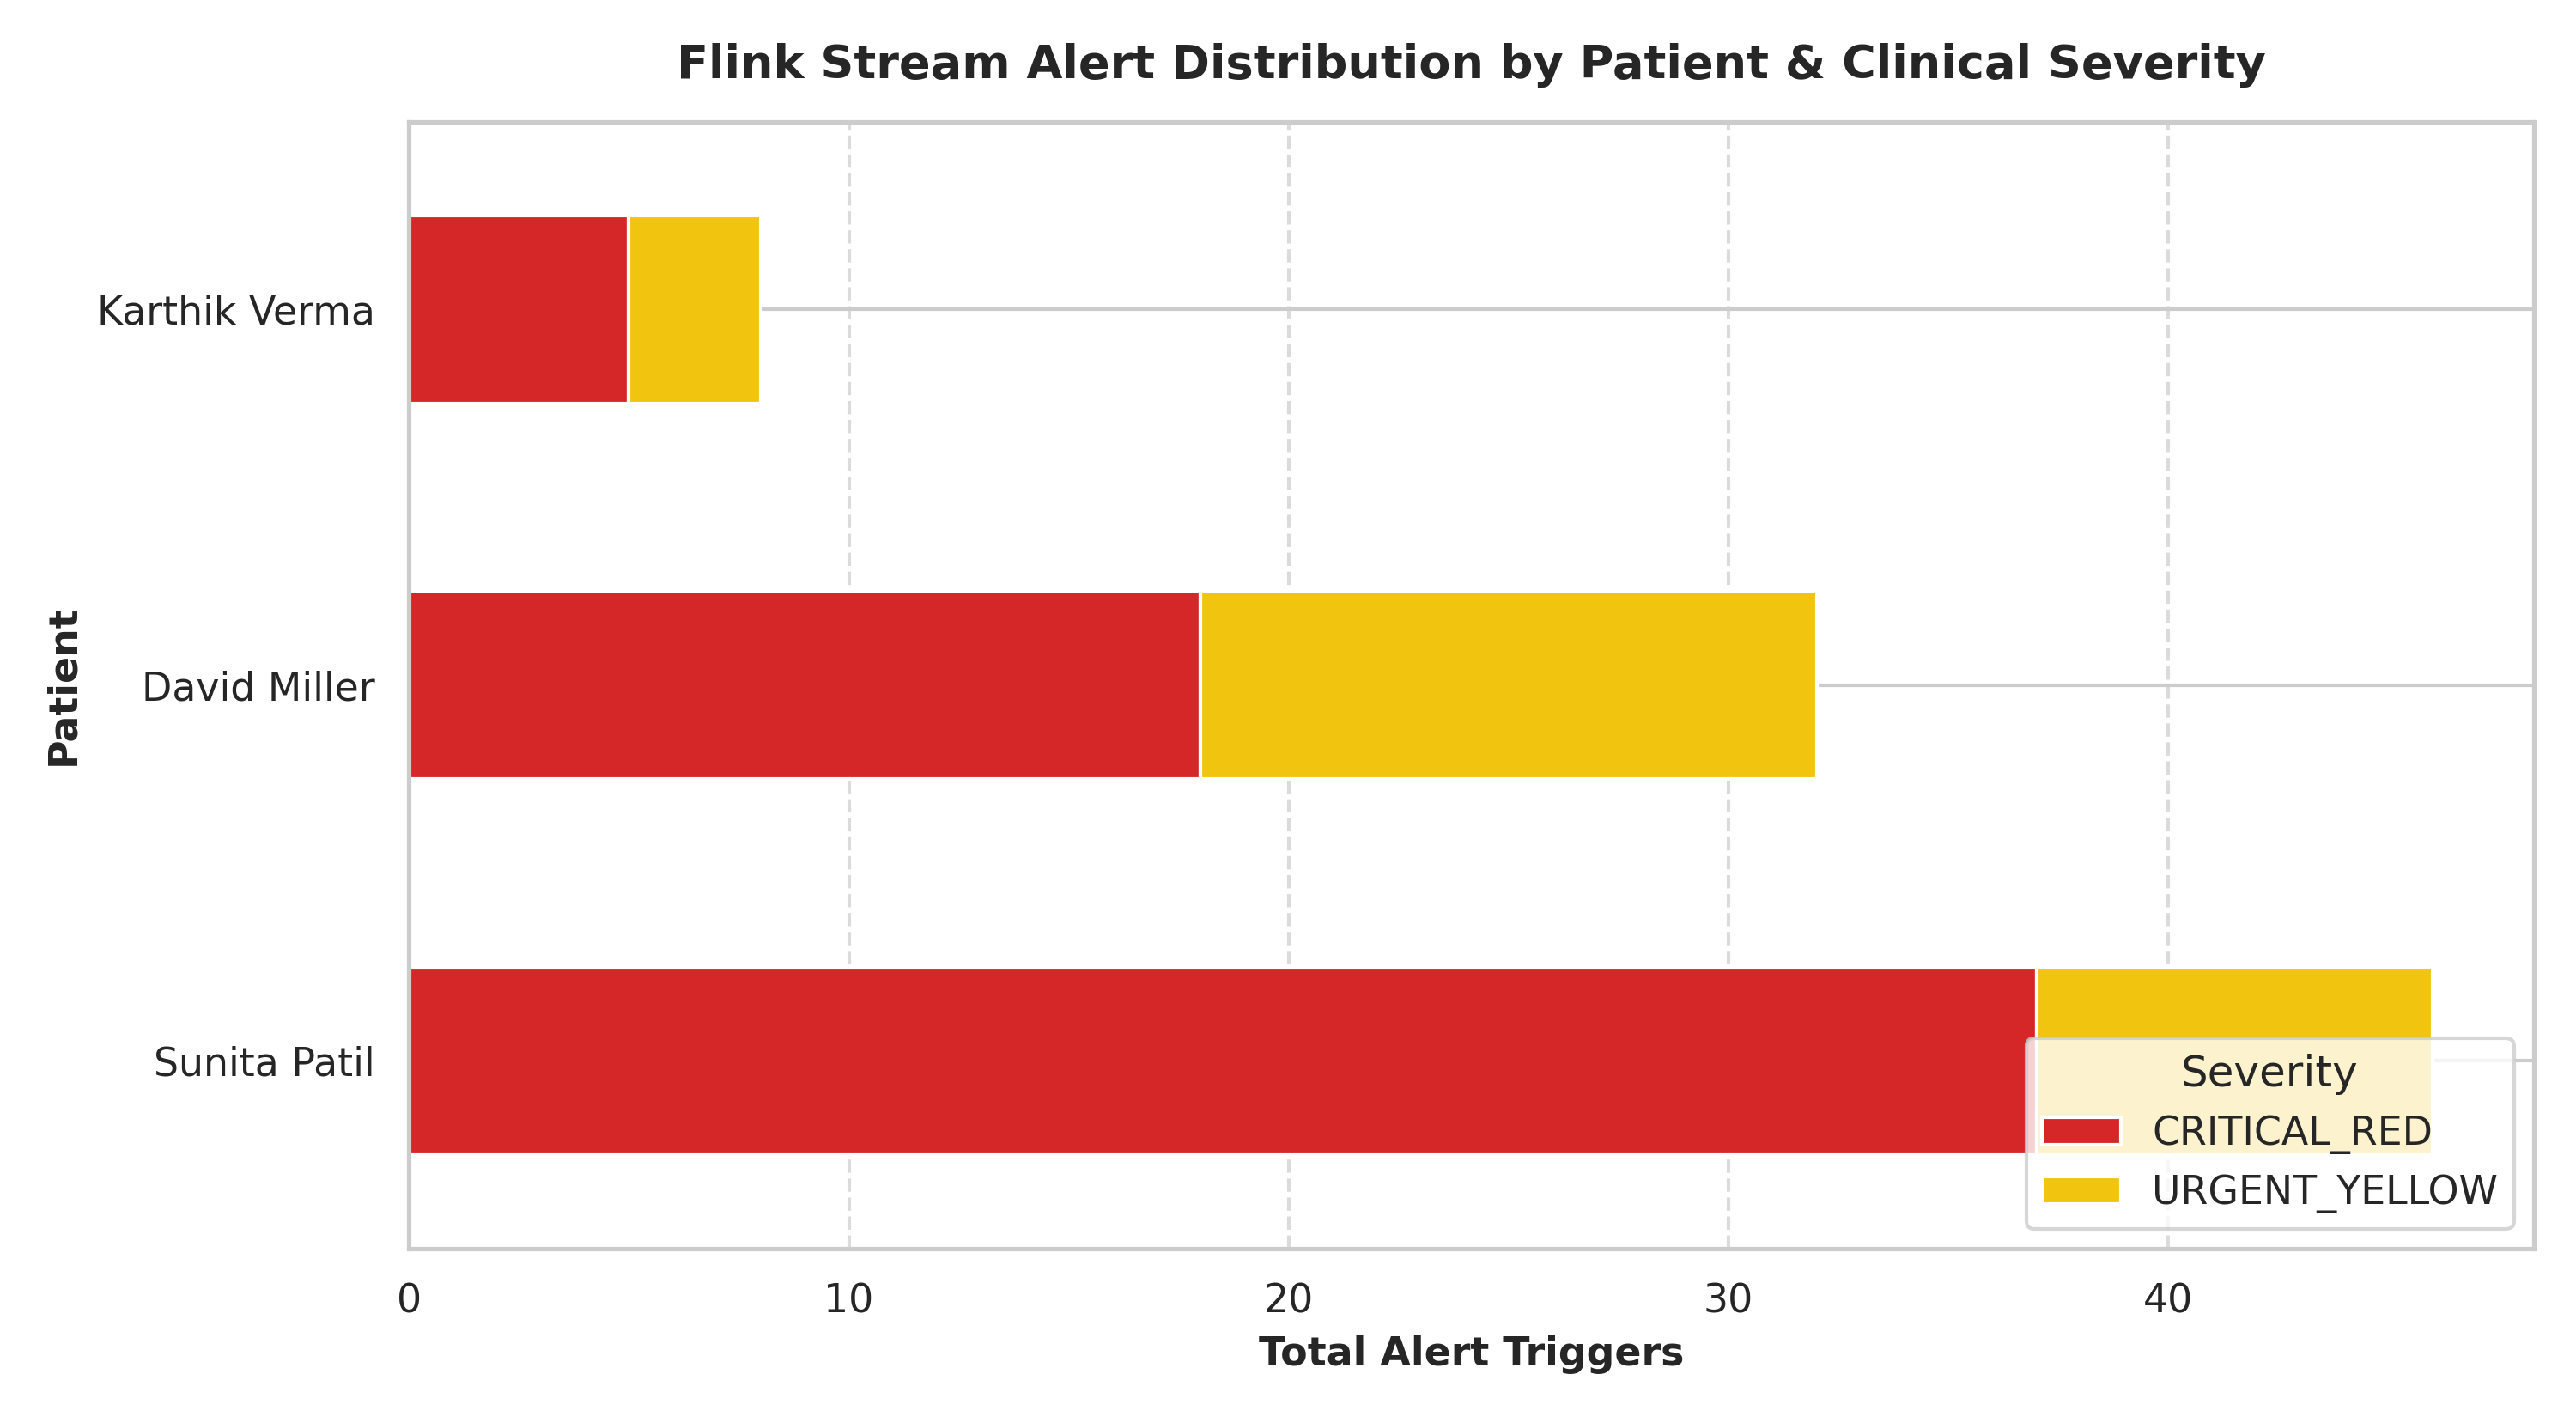 Flink Stream Alert Distribution by Patient & Clinical Severity
Karthik Verma
David Miller
Sunita Patil
Patient
Severity
CRITICAL_RED
URGENT_YELLOW
0 10 20 30 40
Total Alert Triggers